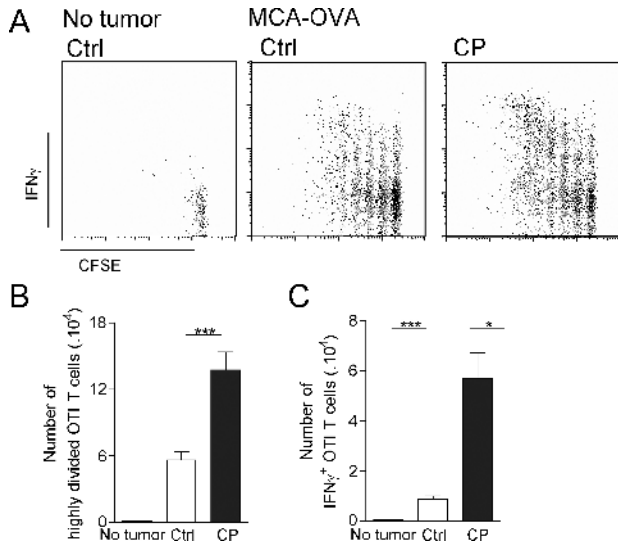 A
No tumor
MCA-OVA
Ctrl
Ctrl
CP
IFNγ
CFSE
B
Number of
highly divided OTI T cells (.10⁴)
18
12
6
0
***
No tumor
Ctrl
CP
C
Number of
IFNγ⁺ OTI T cells (.10⁴)
8
6
4
2
0
***
*
No tumor
Ctrl
CP